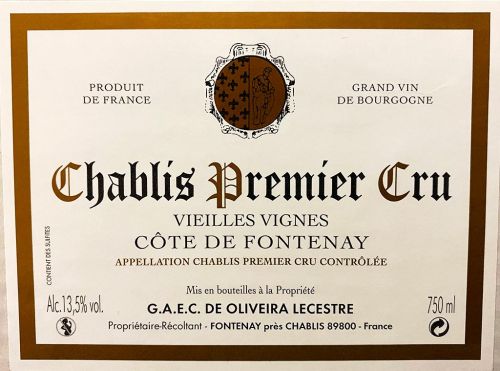 PRODUIT
DE FRANCE
GRAND VIN
DE BOURGOGNE
Chablis Premier Cru
VIEILLES VIGNES
CÔTE DE FONTENAY
APPELLATION CHABLIS PREMIER CRU CONTRÔLÉE
CONTIENT DES SULFITES
Mis en bouteilles à la Propriété
Alc.13,5% vol.
G.A.E.C. DE OLIVEIRA LECESTRE
750 ml
Propriétaire-Récoltant - FONTENAY près CHABLIS 89800 - France